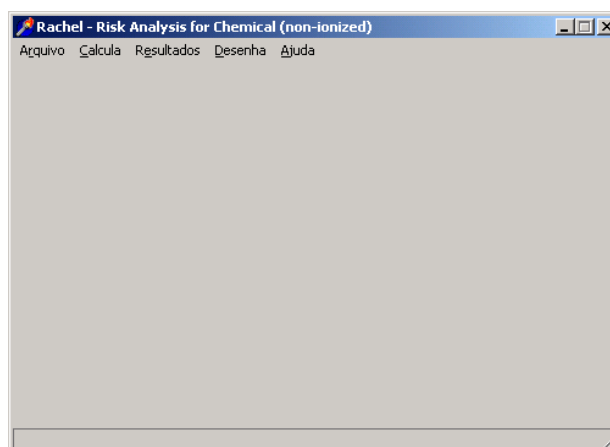 Rachel - Risk Analysis for Chemical (non-ionized)
Arquivo Calcula Resultados Desenha Ajuda